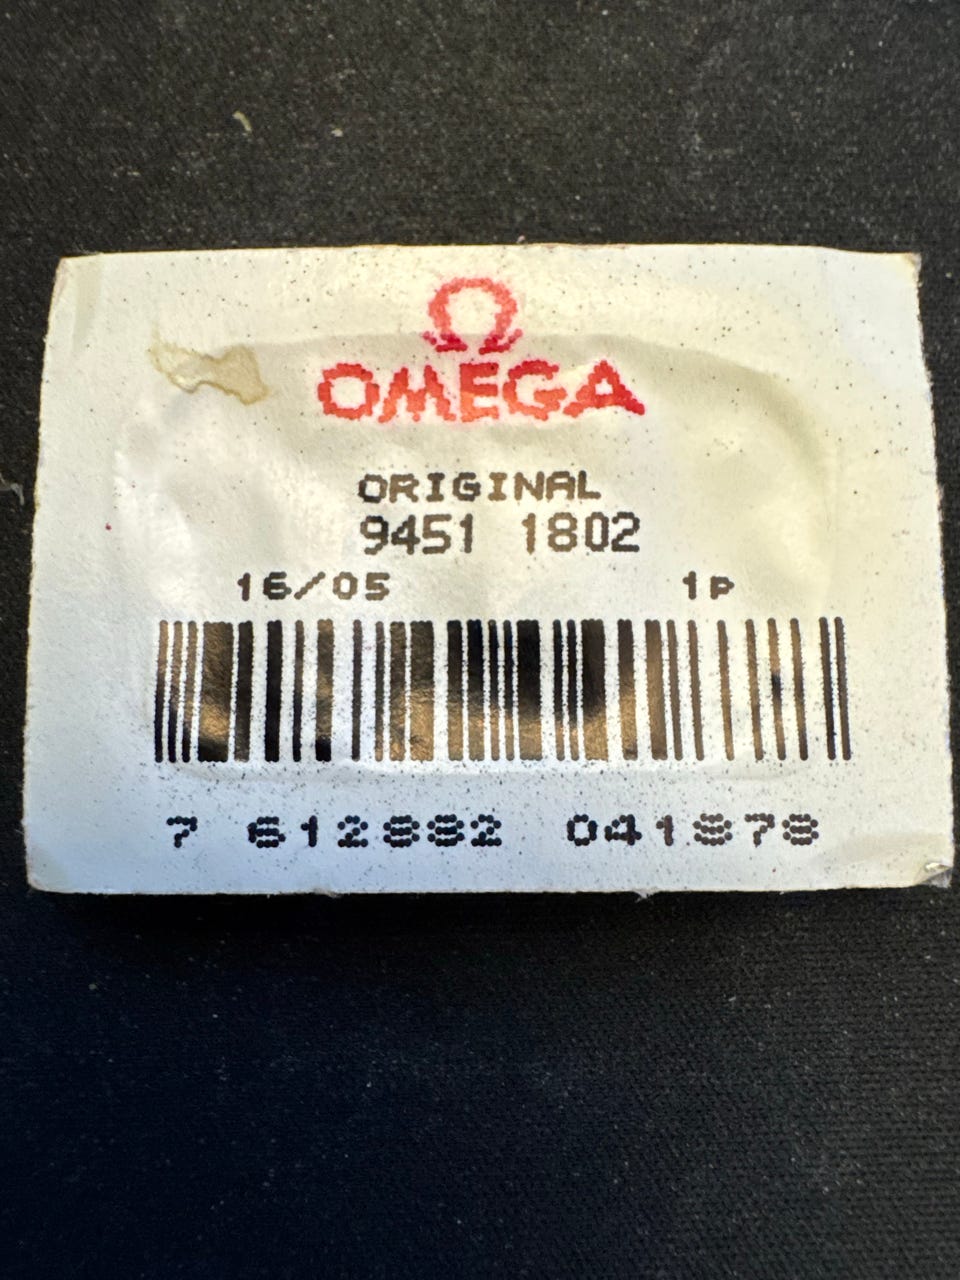 Ω
OMEGA
ORIGINAL
9451 1802
16/05 1P
7 612882 041878